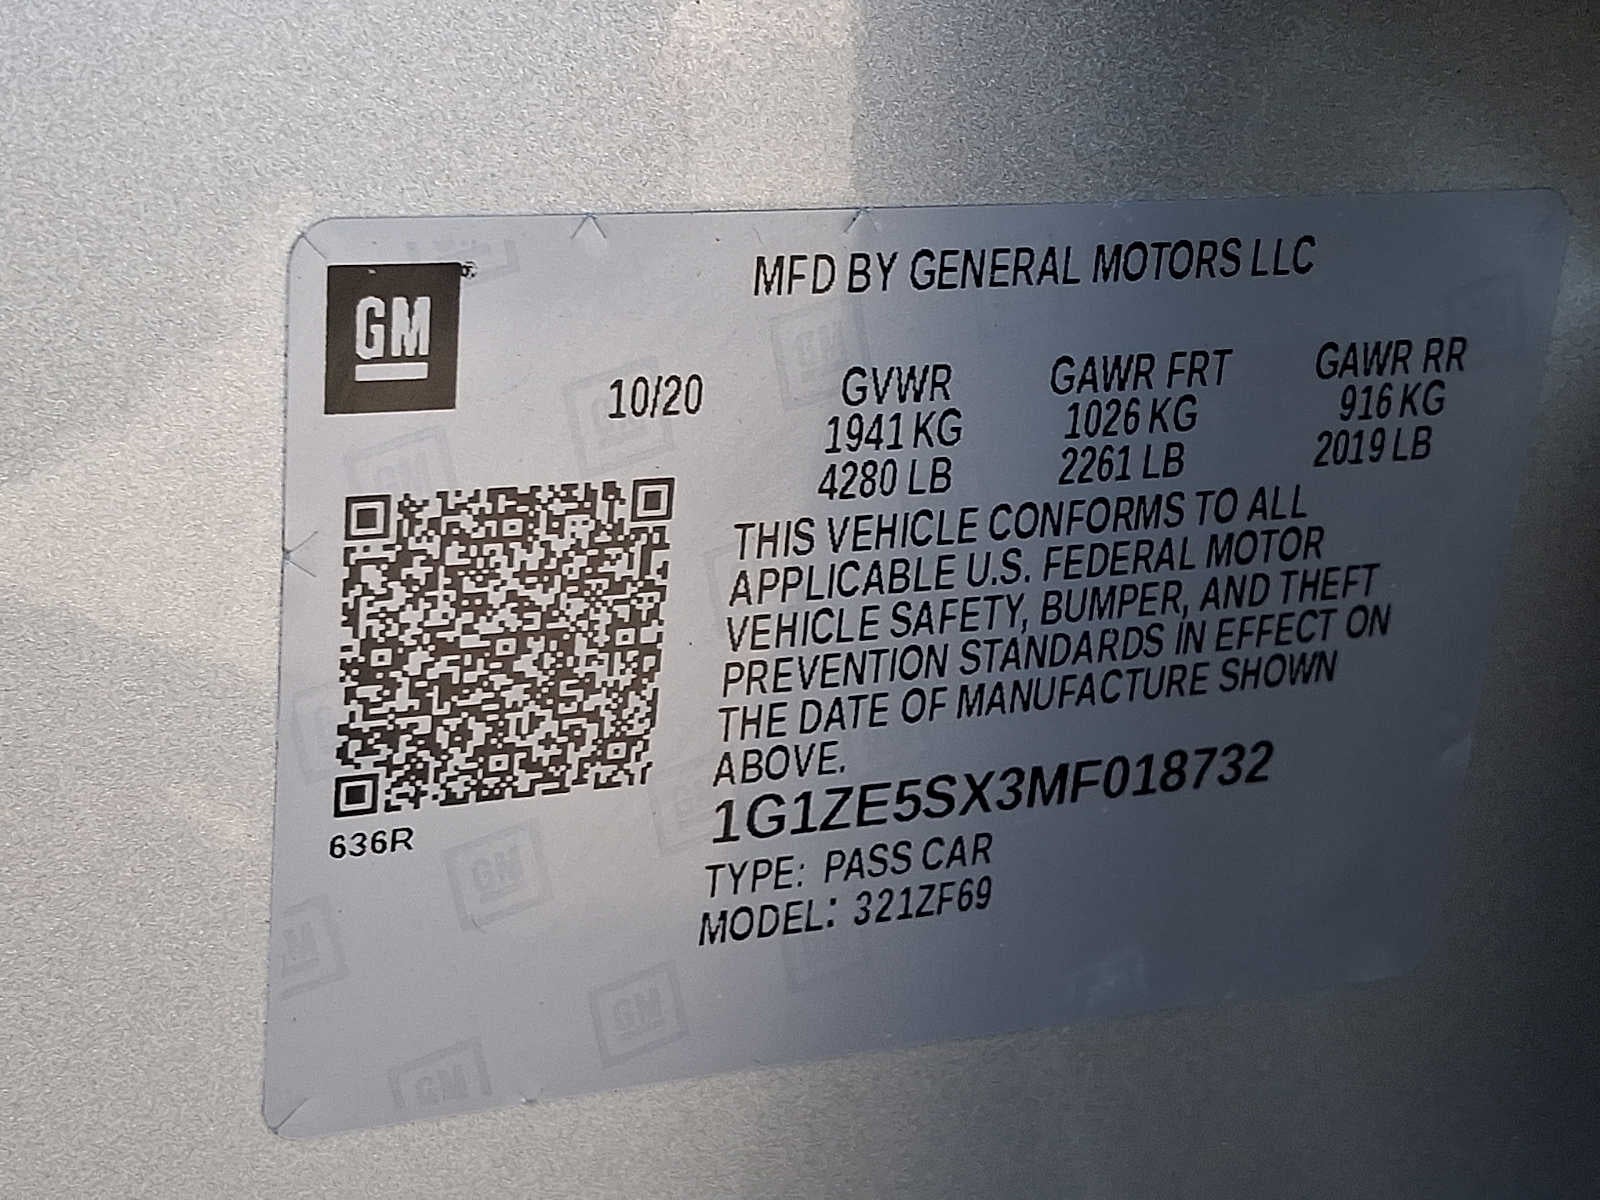 GM
MFD BY GENERAL MOTORS LLC
10/20 GVWR GAWR FRT GAWR RR
1941 KG 1026 KG 916 KG
4280 LB 2261 LB 2019 LB
THIS VEHICLE CONFORMS TO ALL
APPLICABLE U.S. FEDERAL MOTOR
VEHICLE SAFETY, BUMPER, AND THEFT
PREVENTION STANDARDS IN EFFECT ON
THE DATE OF MANUFACTURE SHOWN
ABOVE.
1G1ZE5SX3MF018732
636R
TYPE: PASS CAR
MODEL: 321ZF69